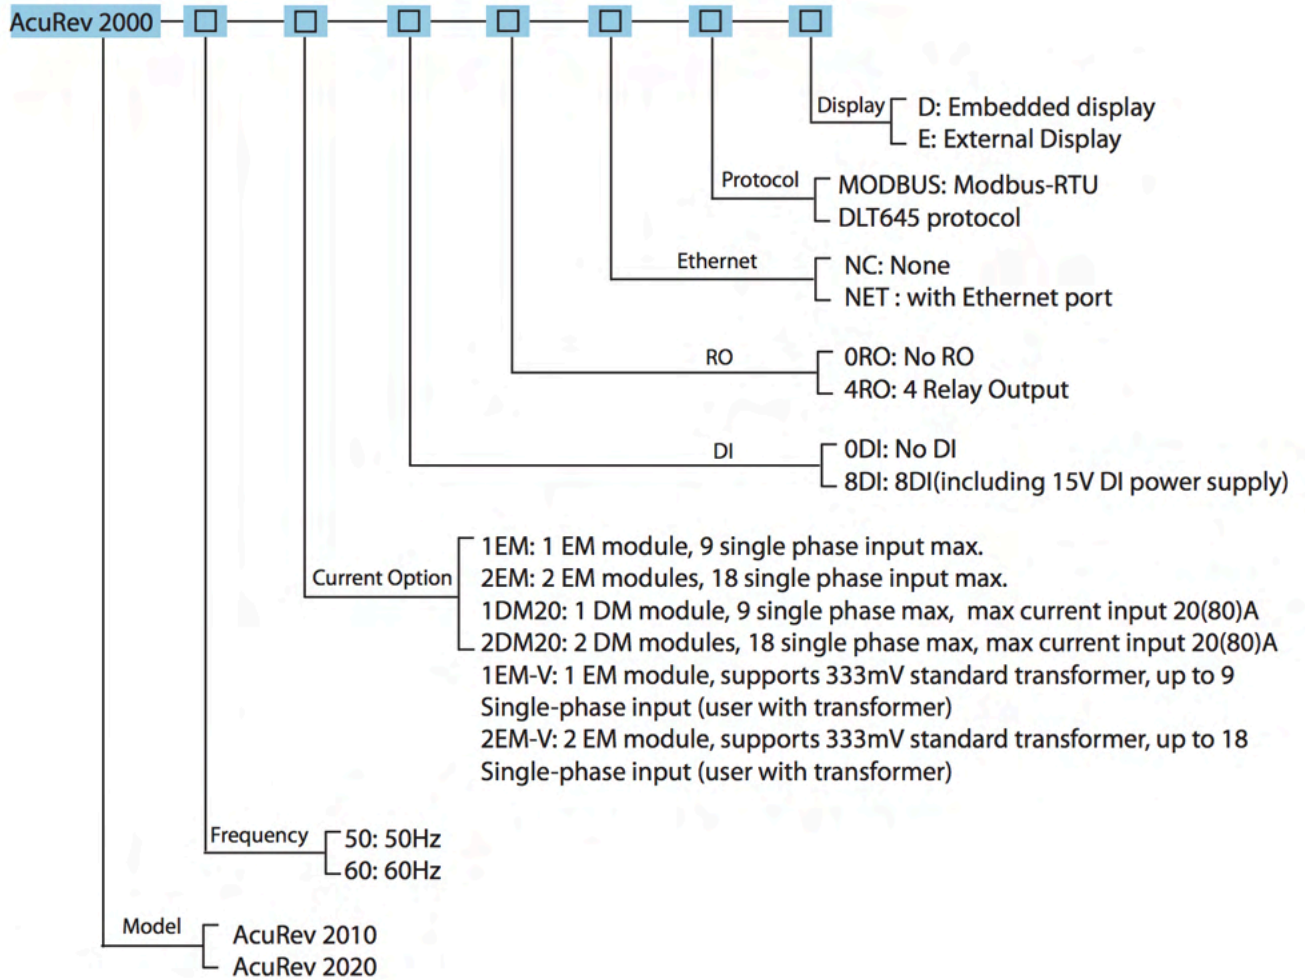 AcuRev 2000
Display
D: Embedded display
E: External Display
Protocol
MODBUS: Modbus-RTU
DLT645 protocol
Ethernet
NC: None
NET : with Ethernet port
RO
0RO: No RO
4RO: 4 Relay Output
DI
0DI: No DI
8DI: 8DI(including 15V DI power supply)
Current Option
1EM: 1 EM module, 9 single phase input max.
2EM: 2 EM modules, 18 single phase input max.
1DM20: 1 DM module, 9 single phase max, max current input 20(80)A
2DM20: 2 DM modules, 18 single phase max, max current input 20(80)A
1EM-V: 1 EM module, supports 333mV standard transformer, up to 9
Single-phase input (user with transformer)
2EM-V: 2 EM module, supports 333mV standard transformer, up to 18
Single-phase input (user with transformer)
Frequency
50: 50Hz
60: 60Hz
Model
AcuRev 2010
AcuRev 2020